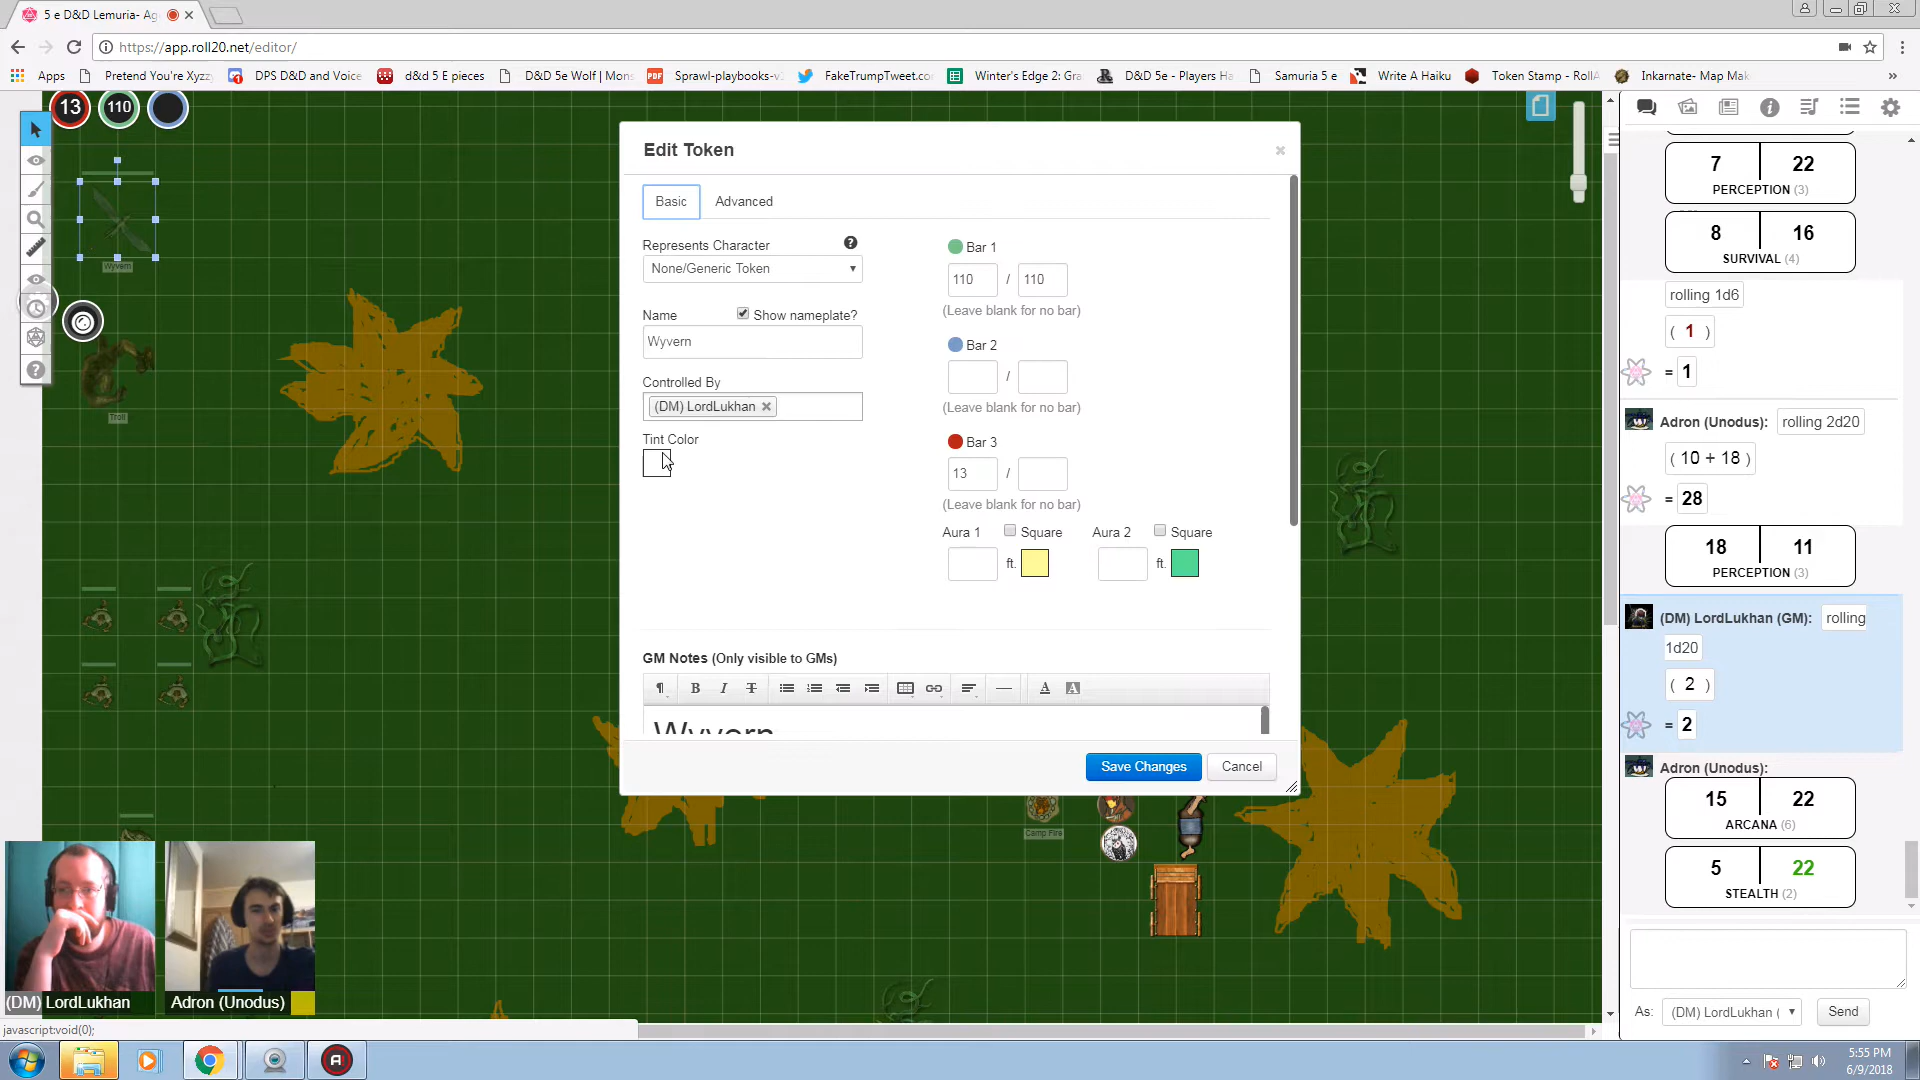 5 e D&D Lemuria- Ag
https://app.roll20.net/editor/
Apps
Pretend You're Xyzzy
DPS D&D and Voice
d&d 5 E pieces
D&D 5e Wolf | Mons
Sprawl-playbooks-v
FakeTrumpTweet.co
Winter's Edge 2: Gra
D&D 5e - Players Ha
Samuria 5 e
Write A Haiku
Token Stamp - RollA
Inkarnate- Map Mak
»
13
110
Wyvern
Troll
Camp Fire
Edit Token
Basic
Advanced
Represents Character
None/Generic Token
Name
Show nameplate?
Wyvern
Controlled By
(DM) LordLukhan
Tint Color
Bar 1
110 / 110
(Leave blank for no bar)
Bar 2
/
(Leave blank for no bar)
Bar 3
13 /
(Leave blank for no bar)
Aura 1
Square
Aura 2
Square
ft.
ft.
GM Notes (Only visible to GMs)
Wyvern
Save Changes
Cancel
7 22
PERCEPTION (3)
8 16
SURVIVAL (4)
rolling 1d6
( 1 )
= 1
Adron (Unodus): rolling 2d20
( 10 + 18 )
= 28
18 11
PERCEPTION (3)
(DM) LordLukhan (GM): rolling
1d20
( 2 )
= 2
Adron (Unodus):
15 22
ARCANA (6)
5 22
STEALTH (2)
As: (DM) LordLukhan (
Send
(DM) LordLukhan
Adron (Unodus)
javascript:void(0);
5:55 PM
6/9/2018